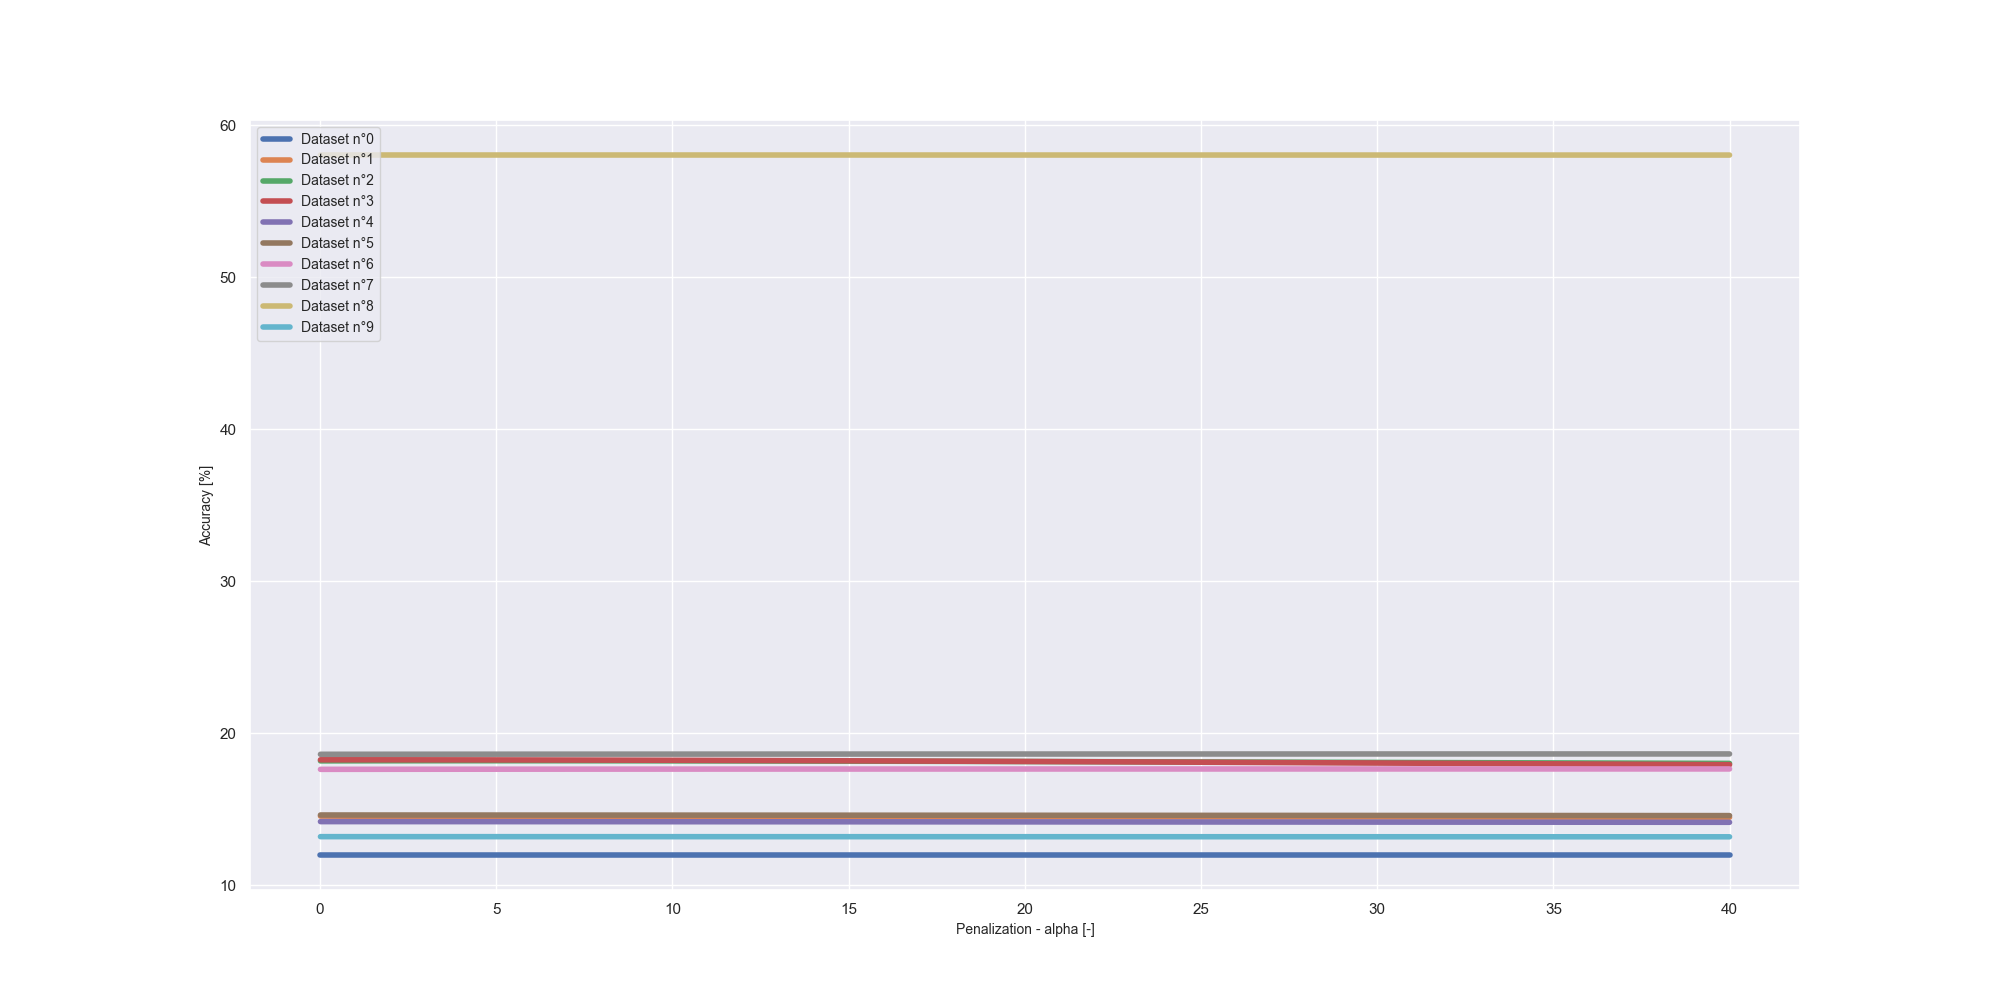 60
50
40
30
20
10
Accuracy [%]
Dataset n°0
Dataset n°1
Dataset n°2
Dataset n°3
Dataset n°4
Dataset n°5
Dataset n°6
Dataset n°7
Dataset n°8
Dataset n°9
0 5 10 15 20 25 30 35 40
Penalization - alpha [-]